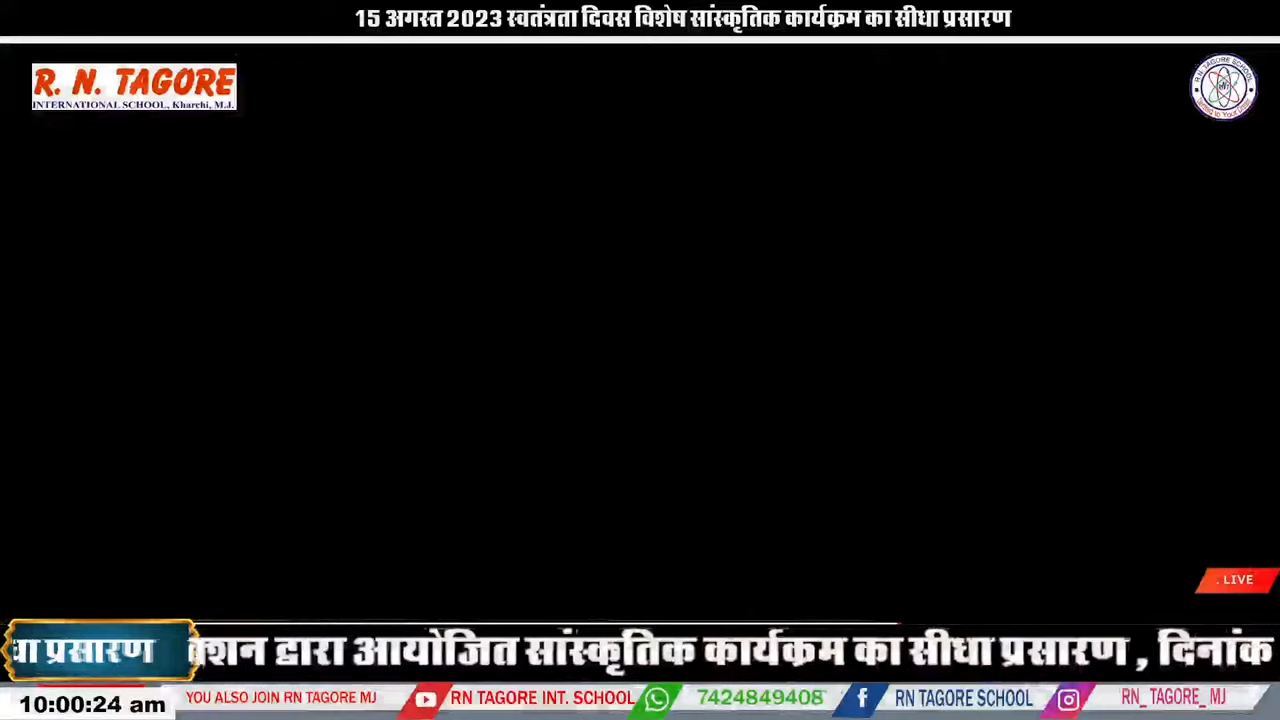 15 अगस्त 2023 स्वतंत्रता दिवस विशेष सांस्कृतिक कार्यक्रम का सीधा प्रसारण
R. N. TAGORE
INTERNATIONAL SCHOOL, Kharchi, M.J.
R. N. TAGORE SCHOOL
. LIVE
प्रसारण
द्वारा आयोजित सांस्कृतिक कार्यक्रम का सीधा प्रसारण , दिनांक
10:00:24 am
YOU ALSO JOIN RN TAGORE MJ
RN TAGORE INT. SCHOOL
7424849408
RN TAGORE SCHOOL
RN_TAGORE_MJ